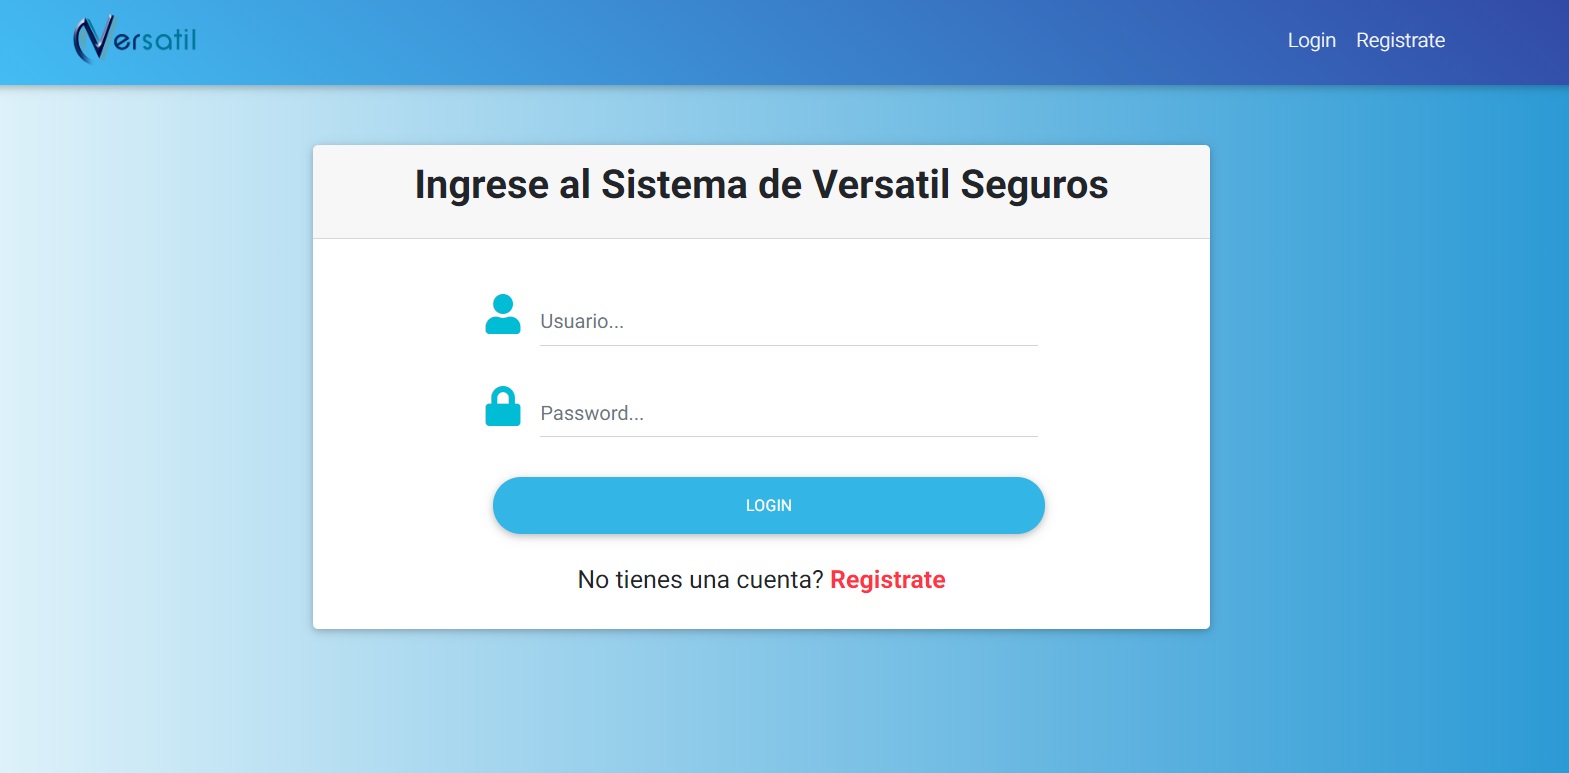 Versatil
Login Registrate
Ingrese al Sistema de Versatil Seguros
Usuario...
Password...
LOGIN
No tienes una cuenta? Registrate